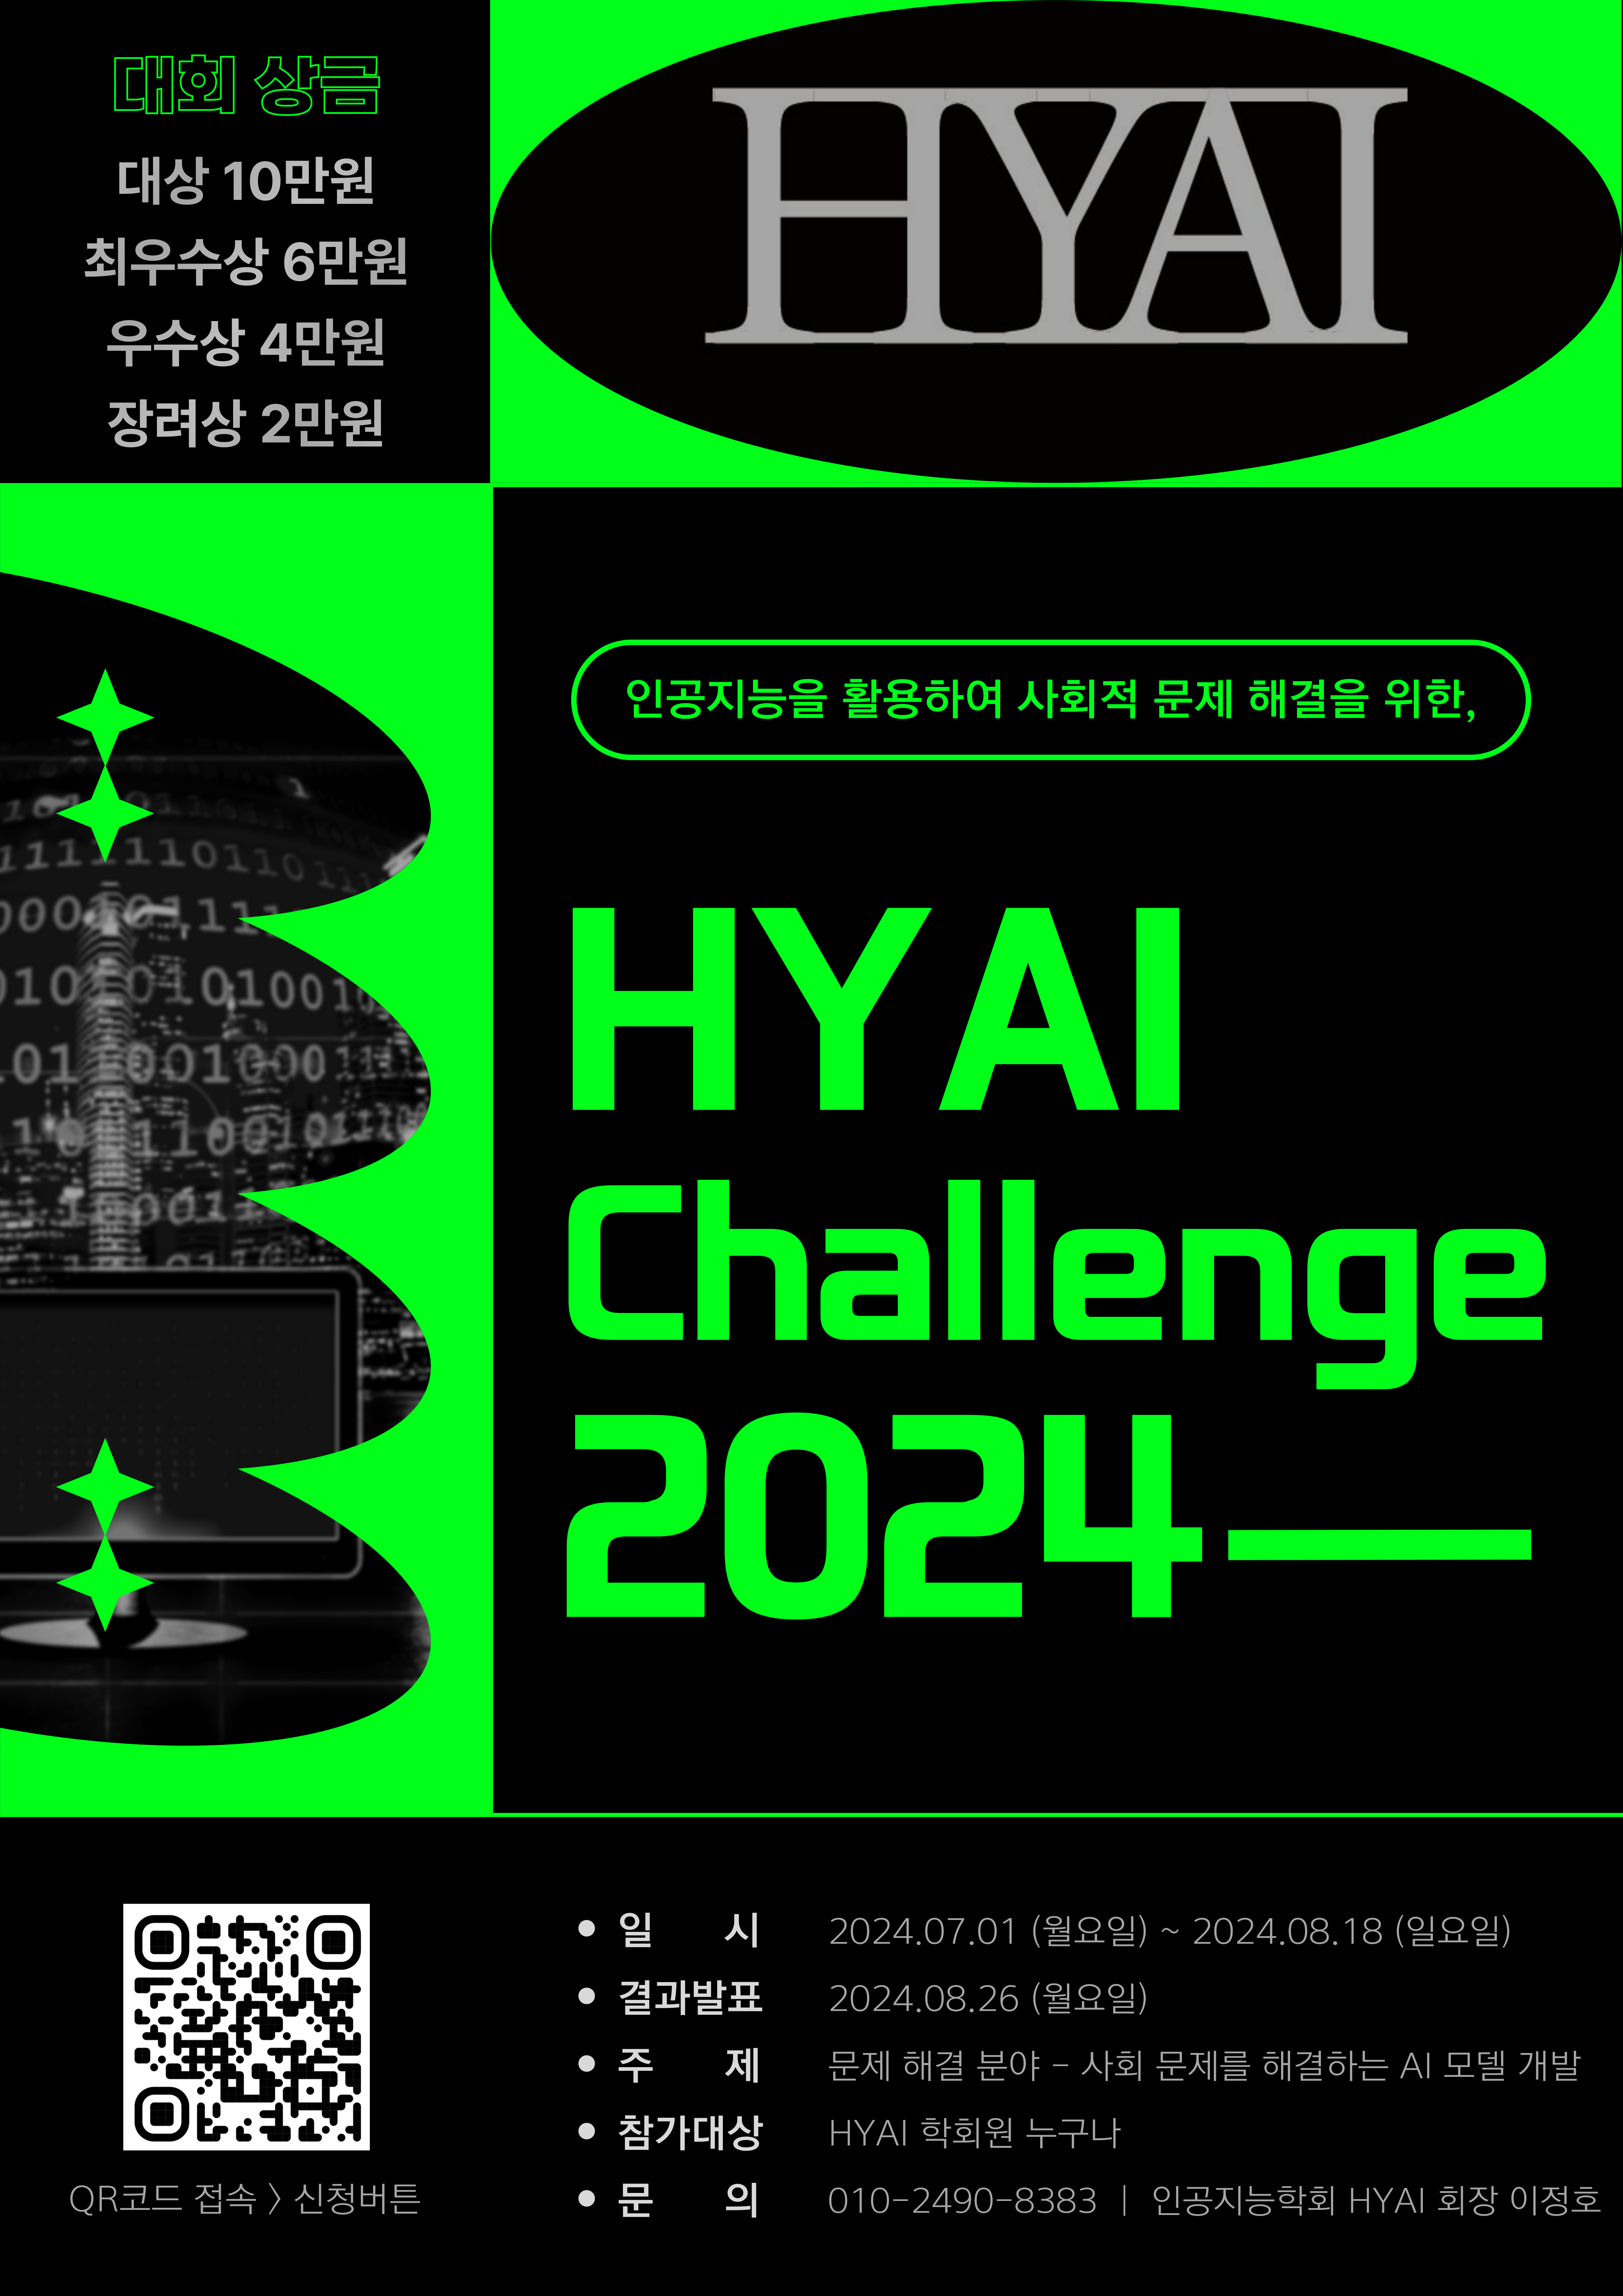 대회 상금
대상 10만원
최우수상 6만원
우수상 4만원
장려상 2만원
HYAI
인공지능을 활용하여 사회적 문제 해결을 위한,
HYAI
Challenge
2024
QR코드 접속 > 신청버튼
일 시 2024.07.01 (월요일) ~ 2024.08.18 (일요일)
결과발표 2024.08.26 (월요일)
주 제 문제 해결 분야 - 사회 문제를 해결하는 AI 모델 개발
참가대상 HYAI 학회원 누구나
문 의 010-2490-8383 | 인공지능학회 HYAI 회장 이정호